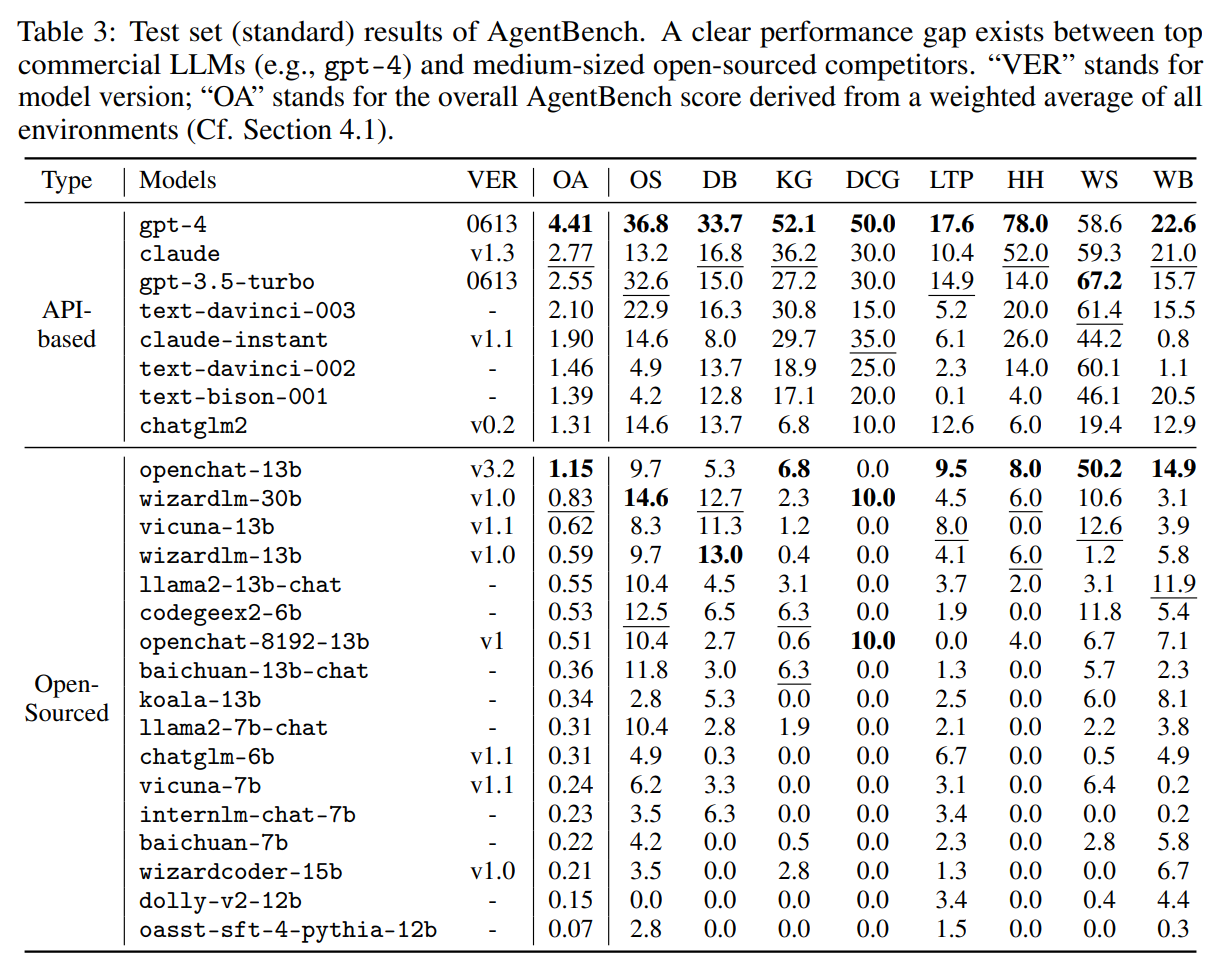 Table 3: Test set (standard) results of AgentBench. A clear performance gap exists between top
commercial LLMs (e.g., gpt-4) and medium-sized open-sourced competitors. “VER” stands for
model version; “OA” stands for the overall AgentBench score derived from a weighted average of all
environments (Cf. Section 4.1).
Type Models VER OA OS DB KG DCG LTP HH WS WB
API-based
gpt-4 0613 4.41 36.8 33.7 52.1 50.0 17.6 78.0 58.6 22.6
claude v1.3 2.77 13.2 16.8 36.2 30.0 10.4 52.0 59.3 21.0
gpt-3.5-turbo 0613 2.55 32.6 15.0 27.2 30.0 14.9 14.0 67.2 15.7
text-davinci-003 - 2.10 22.9 16.3 30.8 15.0 5.2 20.0 61.4 15.5
claude-instant v1.1 1.90 14.6 8.0 29.7 35.0 6.1 26.0 44.2 0.8
text-davinci-002 - 1.46 4.9 13.7 18.9 25.0 2.3 14.0 60.1 1.1
text-bison-001 - 1.39 4.2 12.8 17.1 20.0 0.1 4.0 46.1 20.5
chatglm2 v0.2 1.31 14.6 13.7 6.8 10.0 12.6 6.0 19.4 12.9
Open-Sourced
openchat-13b v3.2 1.15 9.7 5.3 6.8 0.0 9.5 8.0 50.2 14.9
wizardlm-30b v1.0 0.83 14.6 12.7 2.3 10.0 4.5 6.0 10.6 3.1
vicuna-13b v1.1 0.62 8.3 11.3 1.2 0.0 8.0 0.0 12.6 3.9
wizardlm-13b v1.0 0.59 9.7 13.0 0.4 0.0 4.1 6.0 1.2 5.8
llama2-13b-chat - 0.55 10.4 4.5 3.1 0.0 3.7 2.0 3.1 11.9
codegeex2-6b - 0.53 12.5 6.5 6.3 0.0 1.9 0.0 11.8 5.4
openchat-8192-13b v1 0.51 10.4 2.7 0.6 10.0 0.0 4.0 6.7 7.1
baichuan-13b-chat - 0.36 11.8 3.0 6.3 0.0 1.3 0.0 5.7 2.3
koala-13b - 0.34 2.8 5.3 0.0 0.0 2.5 0.0 6.0 8.1
llama2-7b-chat - 0.31 10.4 2.8 1.9 0.0 2.1 0.0 2.2 3.8
chatglm-6b v1.1 0.31 4.9 0.3 0.0 0.0 6.7 0.0 0.5 4.9
vicuna-7b v1.1 0.24 6.2 3.3 0.0 0.0 3.1 0.0 6.4 0.2
internlm-chat-7b - 0.23 3.5 6.3 0.0 0.0 3.4 0.0 0.0 0.2
baichuan-7b - 0.22 4.2 0.0 0.5 0.0 2.3 0.0 2.8 5.8
wizardcoder-15b v1.0 0.21 3.5 0.0 2.8 0.0 1.3 0.0 0.0 6.7
dolly-v2-12b - 0.15 0.0 0.0 0.0 0.0 3.4 0.0 0.4 4.4
oasst-sft-4-pythia-12b - 0.07 2.8 0.0 0.0 0.0 1.5 0.0 0.0 0.3